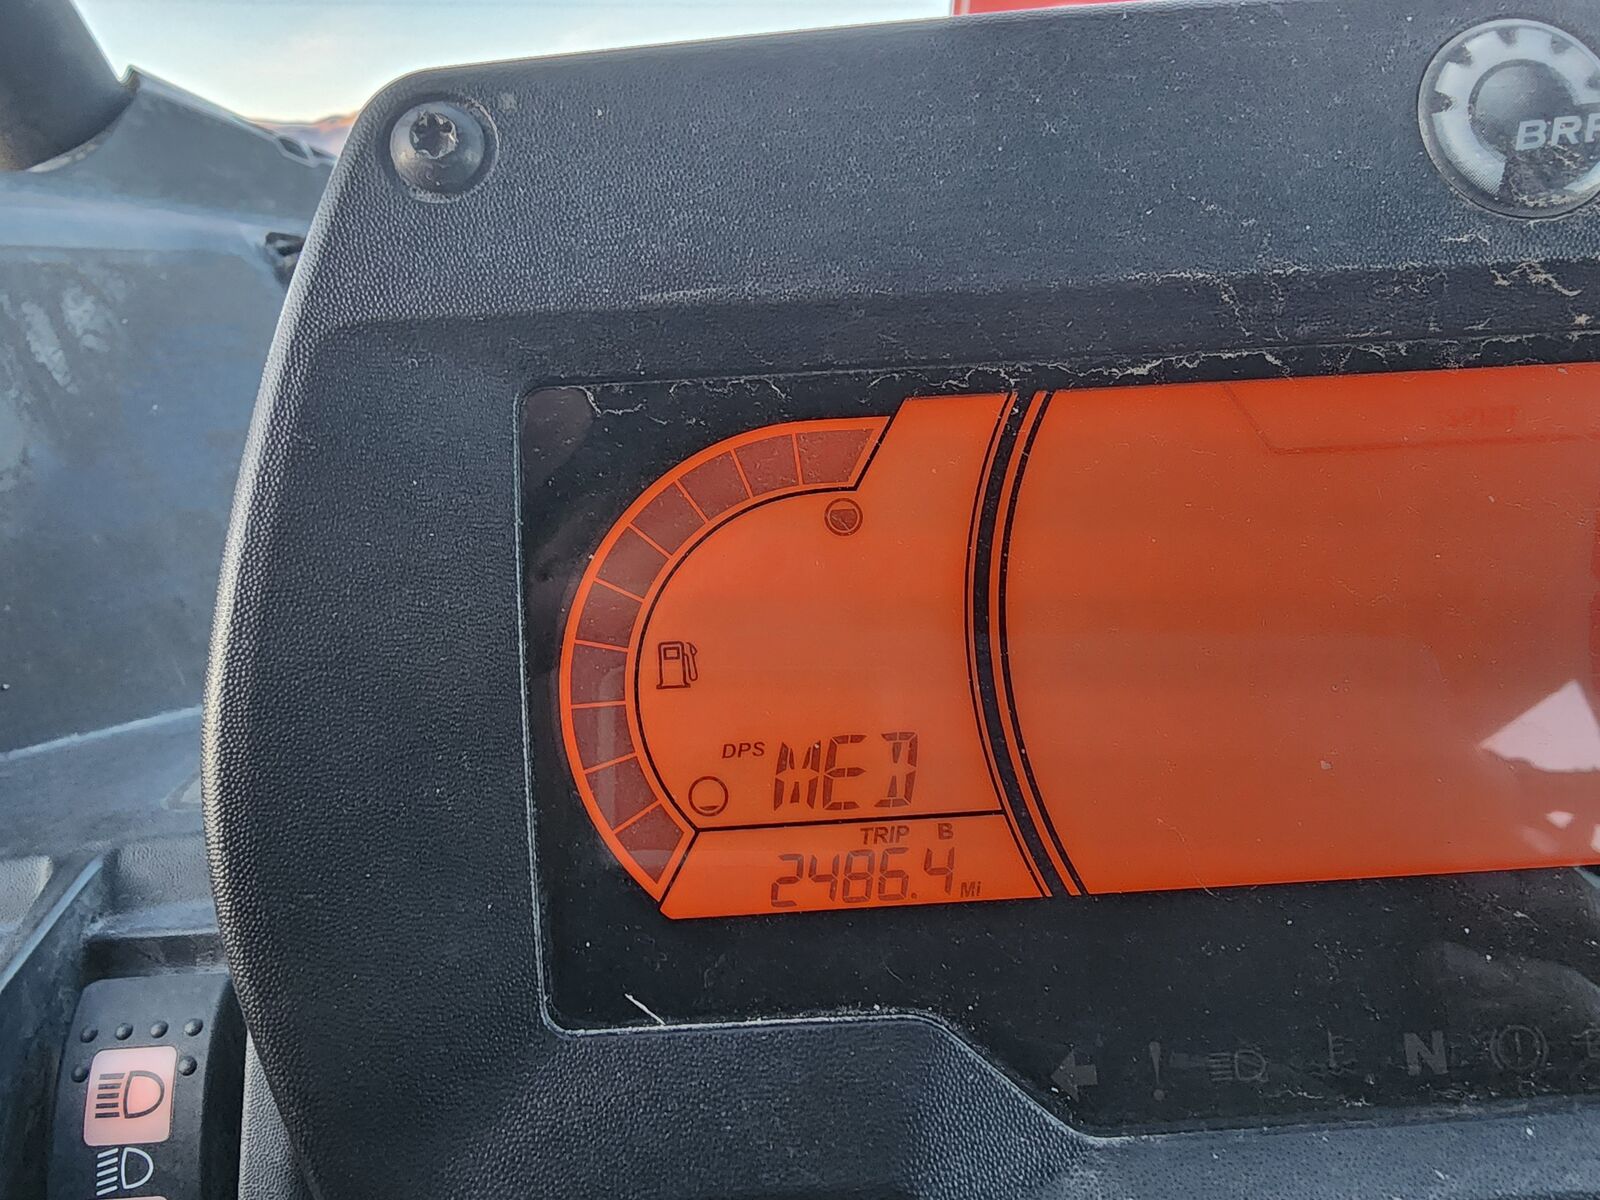 BRP
DPS MED
TRIP B
2486.4 Mi
N